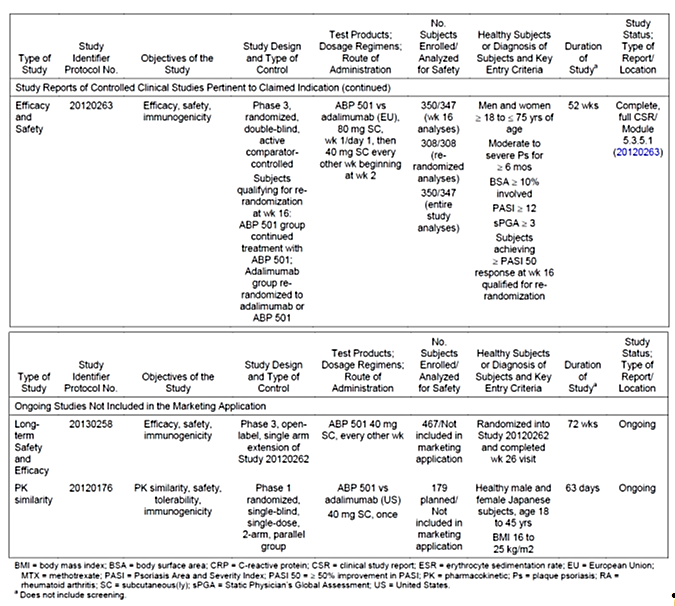 Type of Study | Study Identifier Protocol No. | Objectives of the Study | Study Design and Type of Control | Test Products; Dosage Regimens; Route of Administration | No. Subjects Enrolled/ Analyzed for Safety | Healthy Subjects or Diagnosis of Subjects and Key Entry Criteria | Duration of Studyᵃ | Study Status; Type of Report/ Location
Study Reports of Controlled Clinical Studies Pertinent to Claimed Indication (continued)
Efficacy and Safety | 20120263 | Efficacy, safety, immunogenicity | Phase 3, randomized, double-blind, active comparator-controlled Subjects qualifying for re-randomization at wk 16: ABP 501 group continued treatment with ABP 501; Adalimumab group re-randomized to adalimumab or ABP 501 | ABP 501 vs adalimumab (EU), 80 mg SC, wk 1/day 1, then 40 mg SC every other wk beginning at wk 2 | 350/347 (wk 16 analyses) 308/308 (re-randomized analyses) 350/347 (entire study analyses) | Men and women ≥ 18 to ≤ 75 yrs of age Moderate to severe Ps for ≥ 6 mos BSA ≥ 10% involved PASI ≥ 12 sPGA ≥ 3 Subjects achieving ≥ PASI 50 response at wk 16 qualified for re-randomization | 52 wks | Complete, full CSR/ Module 5.3.5.1 (20120263)
Type of Study | Study Identifier Protocol No. | Objectives of the Study | Study Design and Type of Control | Test Products; Dosage Regimens; Route of Administration | No. Subjects Enrolled/ Analyzed for Safety | Healthy Subjects or Diagnosis of Subjects and Key Entry Criteria | Duration of Studyᵃ | Study Status; Type of Report/ Location
Ongoing Studies Not Included in the Marketing Application
Long-term Safety and Efficacy | 20130258 | Efficacy, safety, immunogenicity | Phase 3, open-label, single arm extension of Study 20120262 | ABP 501 40 mg SC, every other wk | 467/Not included in marketing application | Randomized into Study 20120262 and completed wk 26 visit | 72 wks | Ongoing
PK similarity | 20120176 | PK similarity, safety, tolerability, immunogenicity | Phase 1 randomized, single-blind, single-dose, 2-arm, parallel group | ABP 501 vs adalimumab (US) 40 mg SC, once | 179 planned/ Not included in marketing application | Healthy male and female Japanese subjects, age 18 to 45 yrs BMI 16 to 25 kg/m2 | 63 days | Ongoing
BMI = body mass index; BSA = body surface area; CRP = C-reactive protein; CSR = clinical study report; ESR = erythrocyte sedimentation rate; EU = European Union;
MTX = methotrexate; PASI = Psoriasis Area and Severity Index; PASI 50 = ≥ 50% improvement in PASI; PK = pharmacokinetic; Ps = plaque psoriasis; RA =
rheumatoid arthritis; SC = subcutaneous(ly); sPGA = Static Physician's Global Assessment; US = United States.
ᵃ Does not include screening.